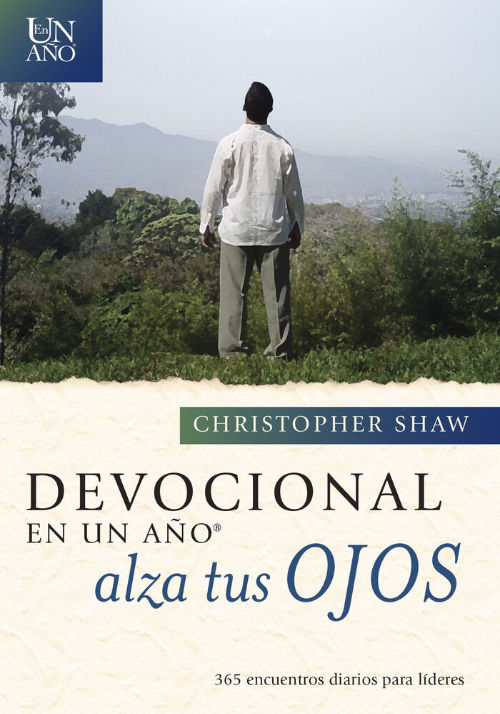 En
UN
AÑO®
CHRISTOPHER SHAW
DEVOCIONAL
EN UN AÑO®
alza tus OJOS
365 encuentros diarios para líderes